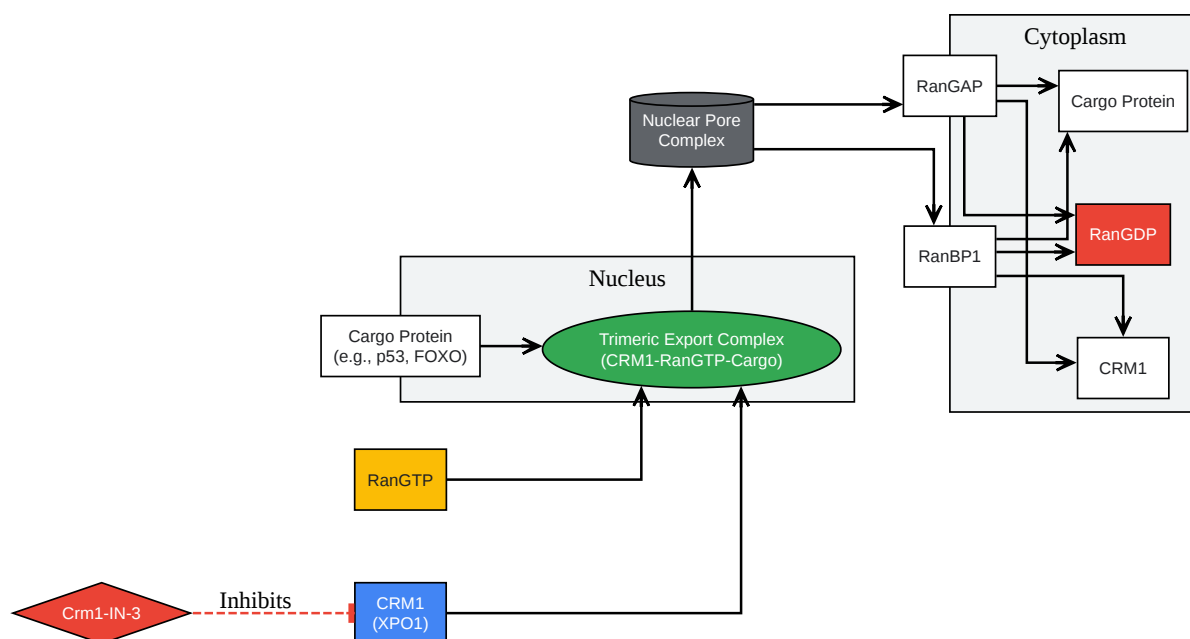 Cytoplasm
RanGAP
Cargo Protein
Nuclear Pore
Complex
RanGDP
RanBP1
Nucleus
Cargo Protein
(e.g., p53, FOXO)
Trimeric Export Complex
(CRM1-RanGTP-Cargo)
CRM1
RanGTP
Crm1-IN-3
Inhibits
CRM1
(XPO1)